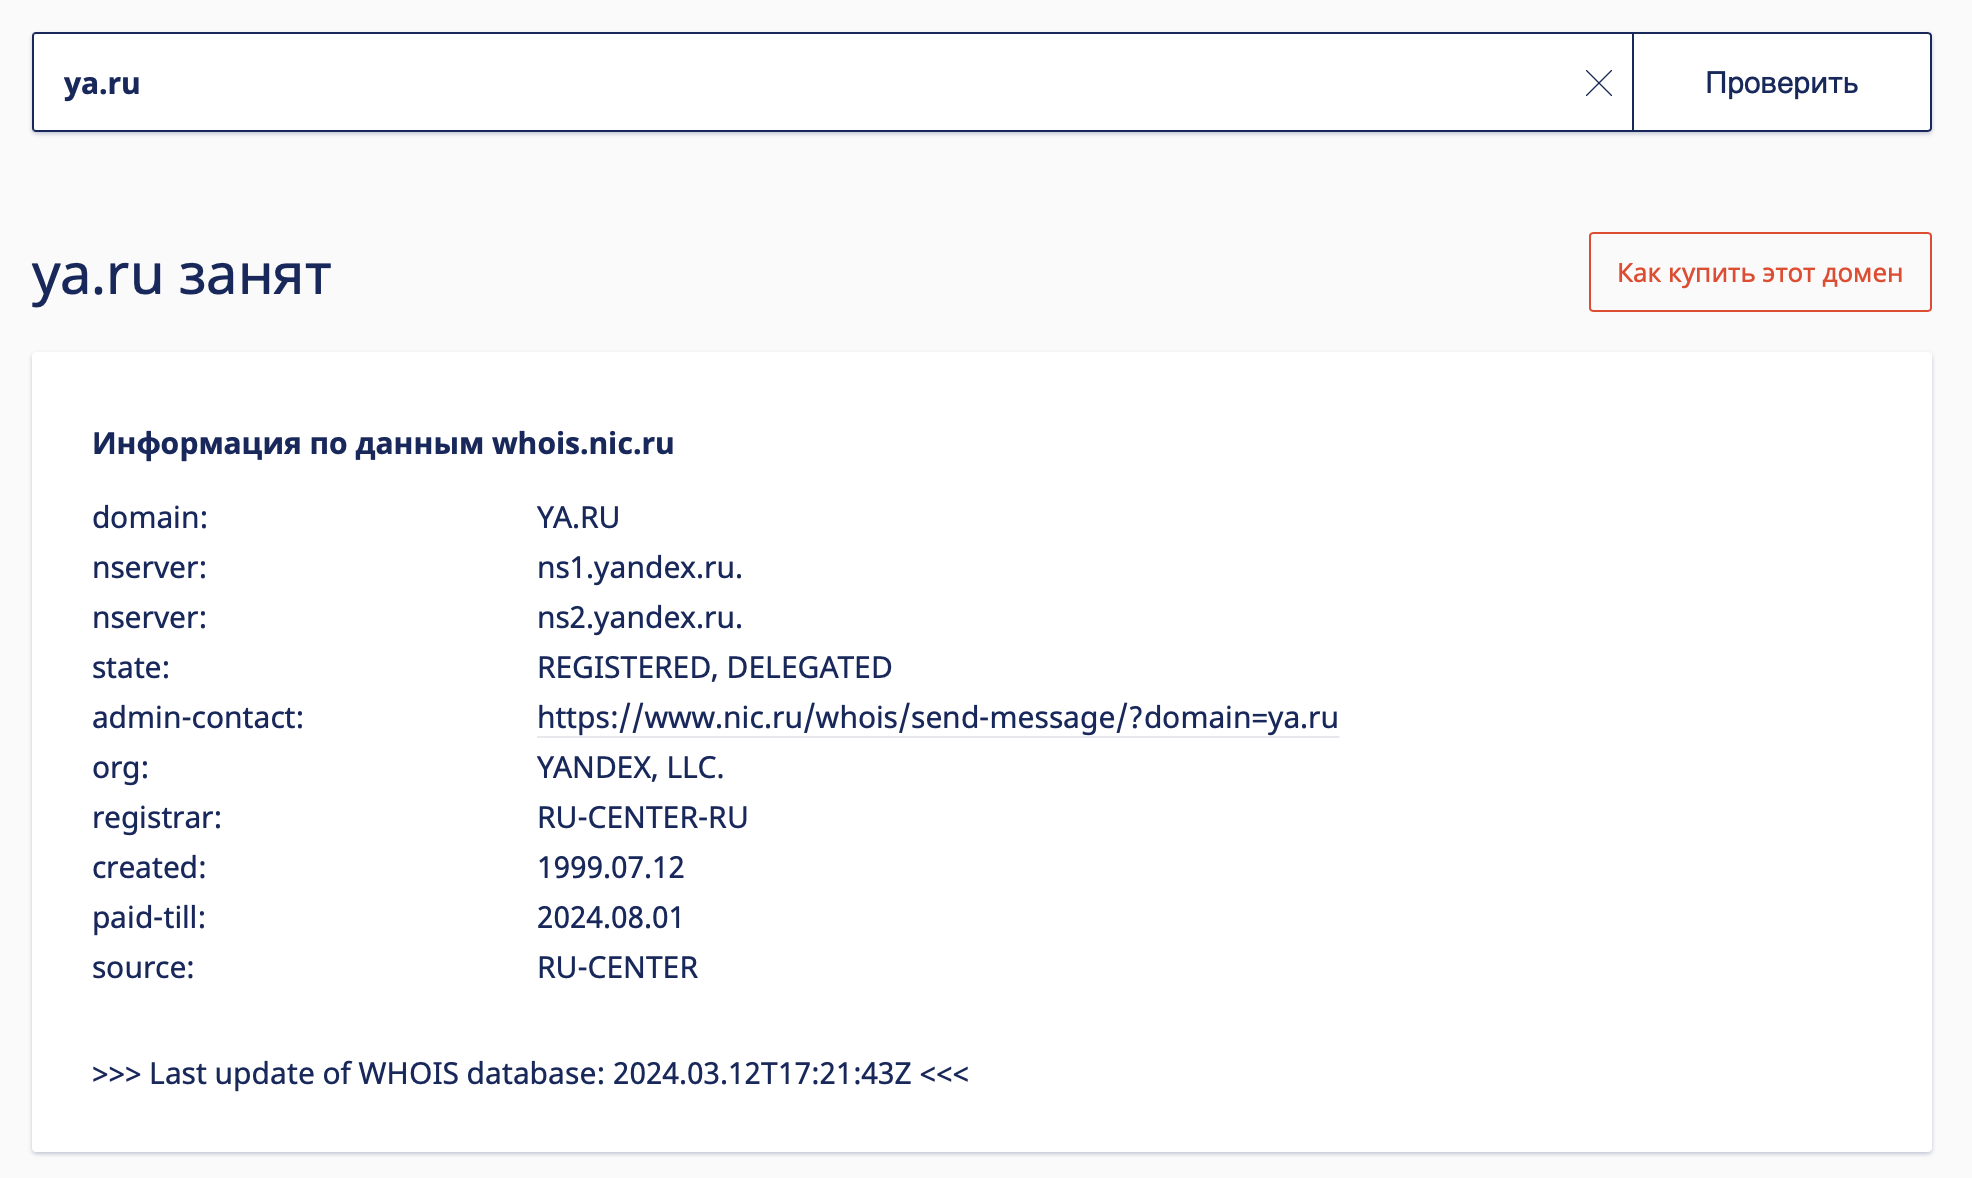 ya.ru
Проверить
ya.ru занят
Как купить этот домен
Информация по данным whois.nic.ru
domain: YA.RU
nserver: ns1.yandex.ru.
nserver: ns2.yandex.ru.
state: REGISTERED, DELEGATED
admin-contact: https://www.nic.ru/whois/send-message/?domain=ya.ru
org: YANDEX, LLC.
registrar: RU-CENTER-RU
created: 1999.07.12
paid-till: 2024.08.01
source: RU-CENTER
>>> Last update of WHOIS database: 2024.03.12T17:21:43Z <<<